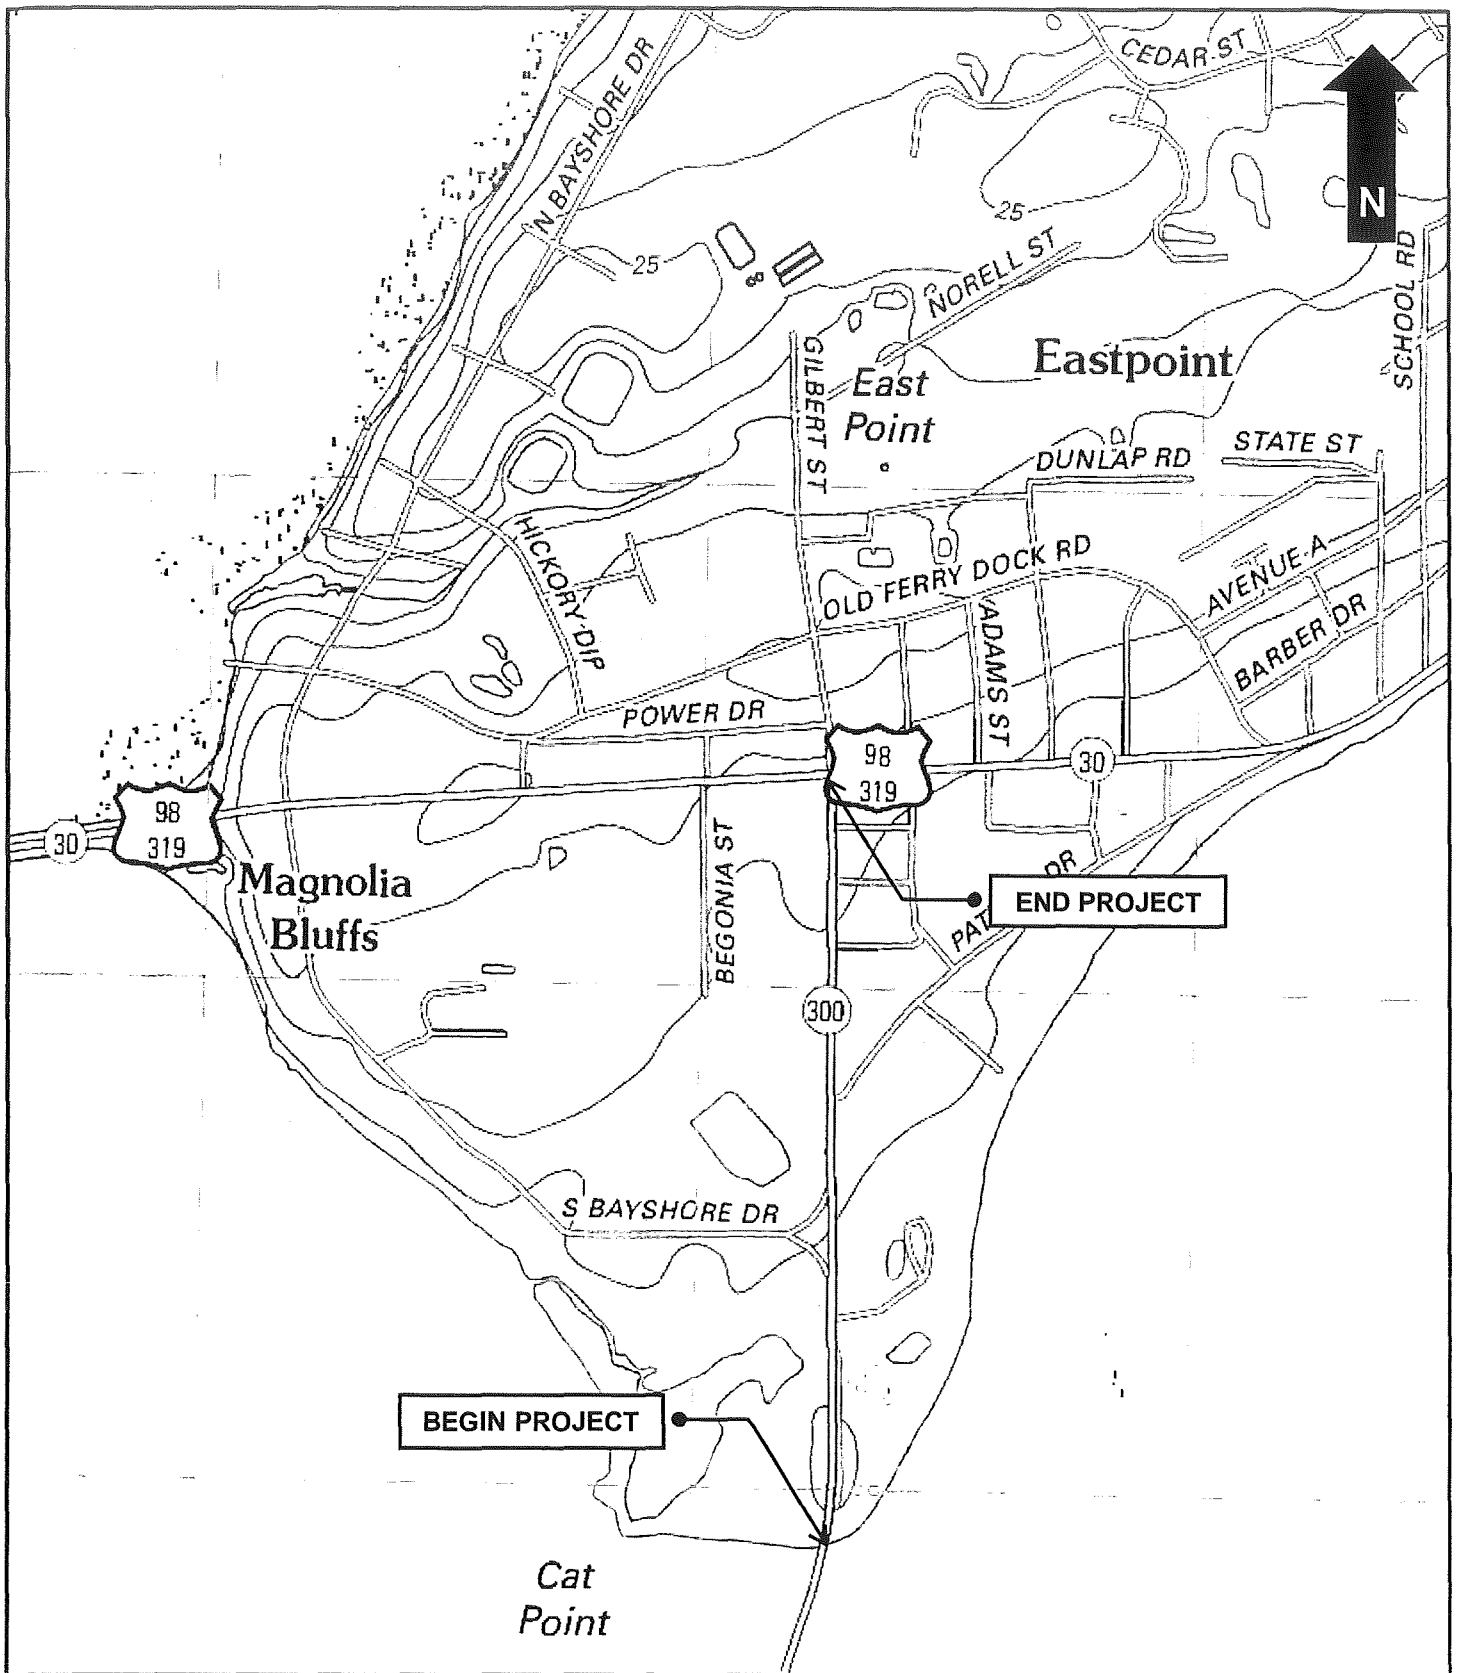 CEDAR ST
N BAYSHORE DR
N
25
25
NORELL ST
SCHOOL RD
GILBERT ST
Eastpoint
East
Point
STATE ST
DUNLAP RD
HICKORY DIP
OLD FERRY DOCK RD
AVENUE A
ADAMS ST
BARBER DR
POWER DR
98
319
30
98
319
30
Magnolia
Bluffs
BEGONIA ST
DR
END PROJECT
PAT
300
S BAYSHORE DR
BEGIN PROJECT
Cat
Point